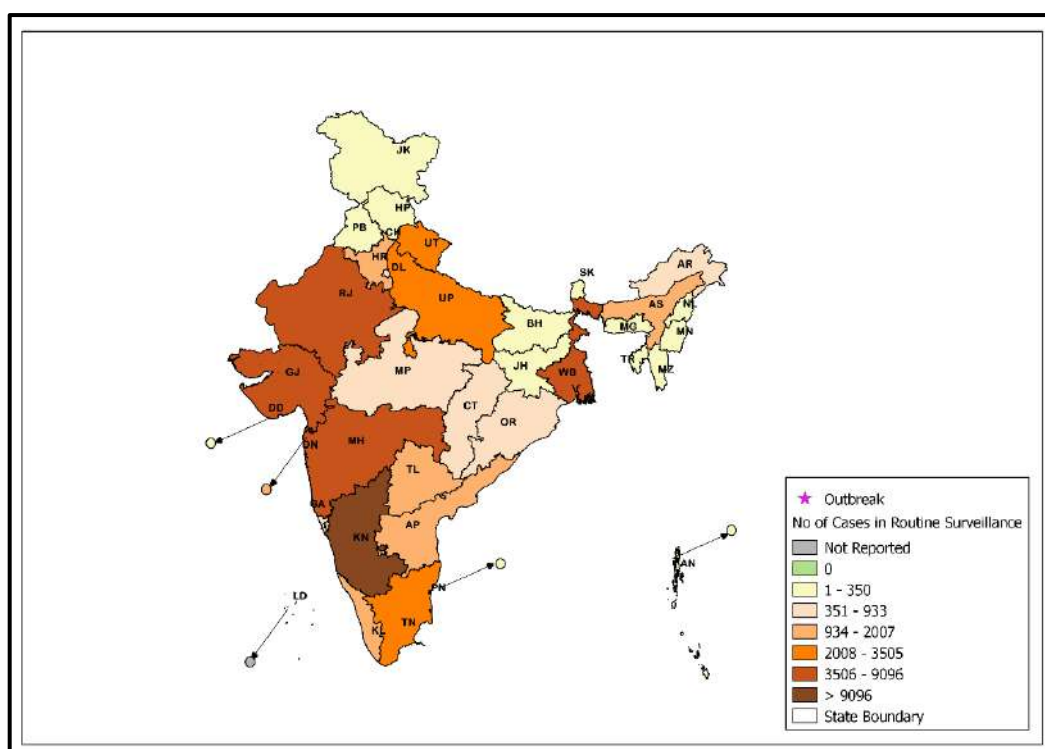 JK
HP
PB
CH
UT
HR
DL
SK
AR
RJ
UP
AS
NL
BH
MG
MN
GJ
MP
JH
WB
TR
MZ
DD
CT
OR
DN
MH
TL
GA
AP
KN
AN
PN
LD
KL
TN
Outbreak
No of Cases in Routine Surveillance
Not Reported
0
1 - 350
351 - 933
934 - 2007
2008 - 3505
3506 - 9096
> 9096
State Boundary